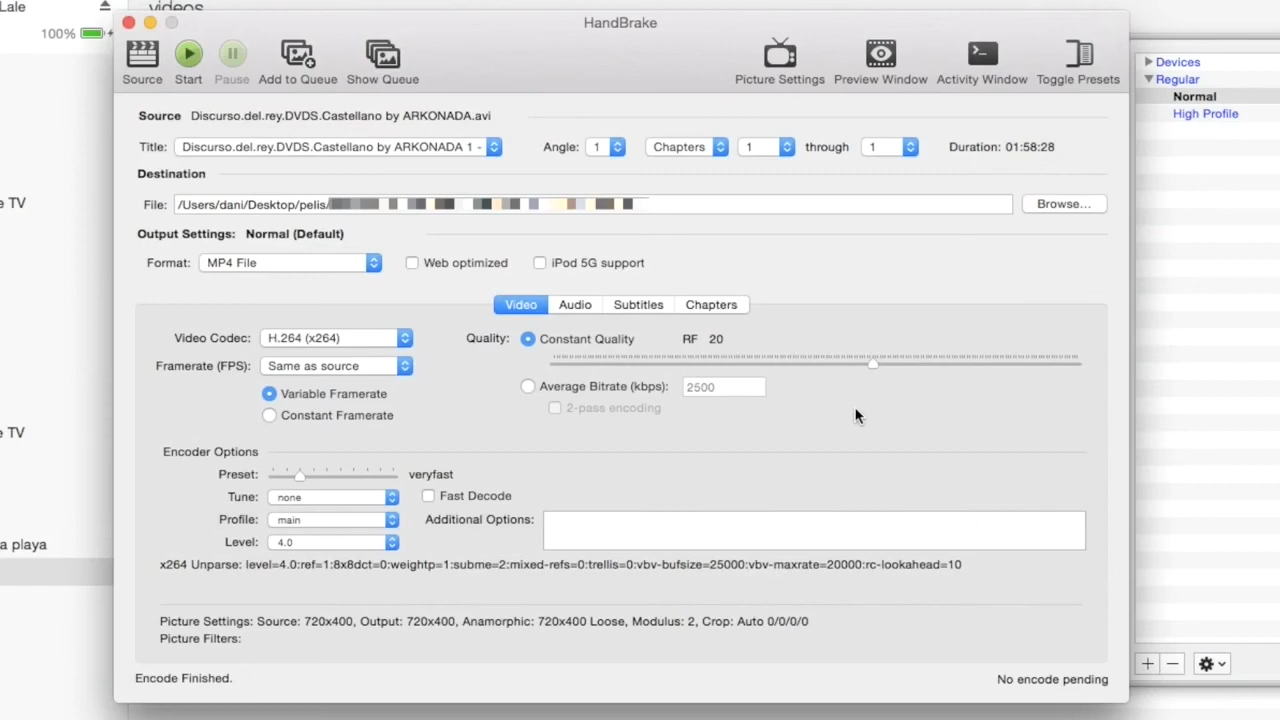 Lale
videos
100%
HandBrake
Source Start Pause Add to Queue Show Queue Picture Settings Preview Window Activity Window Toggle Presets
Source Discurso.del.rey.DVDS.Castellano by ARKONADA.avi
Title: Discurso.del.rey.DVDS.Castellano by ARKONADA 1 - Angle: 1 Chapters 1 through 1 Duration: 01:58:28
Destination
File: /Users/dani/Desktop/pelis/ Browse...
Output Settings: Normal (Default)
Format: MP4 File Web optimized iPod 5G support
Video Audio Subtitles Chapters
Video Codec: H.264 (x264) Quality: Constant Quality RF 20
Framerate (FPS): Same as source
Variable Framerate Average Bitrate (kbps): 2500
Constant Framerate 2-pass encoding
Encoder Options
Preset: veryfast
Tune: none Fast Decode
Profile: main Additional Options:
Level: 4.0
x264 Unparse: level=4.0:ref=1:8x8dct=0:weightp=1:subme=2:mixed-refs=0:trellis=0:vbv-bufsize=25000:vbv-maxrate=20000:rc-lookahead=10
Picture Settings: Source: 720x400, Output: 720x400, Anamorphic: 720x400 Loose, Modulus: 2, Crop: Auto 0/0/0/0
Picture Filters:
Encode Finished. No encode pending
Devices
Regular
Normal
High Profile
e TV
e TV
a playa